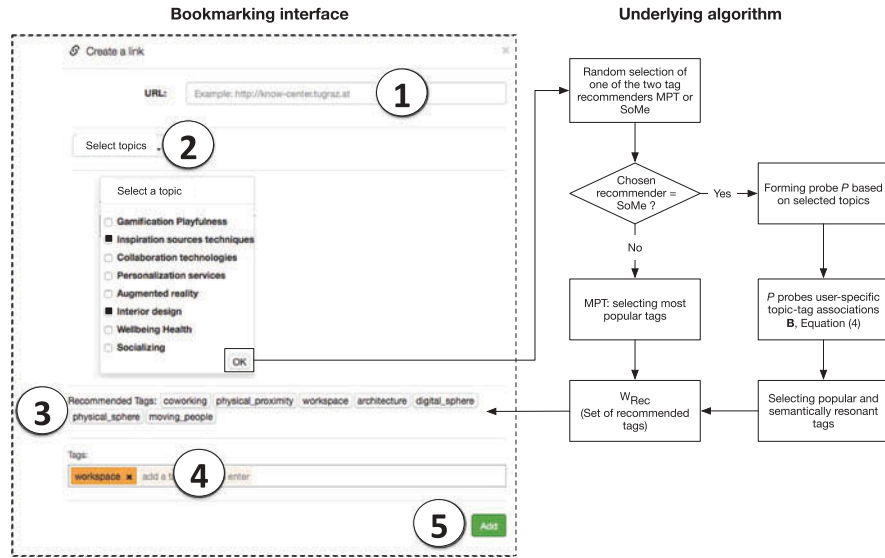 Bookmarking interface
Underlying algorithm
Create a link
×
URL:
Example: http://know-center.tugraz.at
1
Select topics
2
Select a topic
Gamification Playfulness
Inspiration sources techniques
Collaboration technologies
Personalization services
Augmented reality
Interior design
Wellbeing Health
Socializing
OK
3
Recommended Tags: coworking physical_proximity workspace architecture digital_sphere
physical_sphere moving_people
Tags:
workspace × add a enter
4
5
Add
Random selection of
one of the two tag
recommenders MPT or
SoMe
Chosen
recommender =
SoMe ?
Yes
No
Forming probe P based
on selected topics
MPT: selecting most
popular tags
P probes user-specific
topic-tag associations
B, Equation (4)
WRec
(Set of recommended
tags)
Selecting popular and
semantically resonant
tags